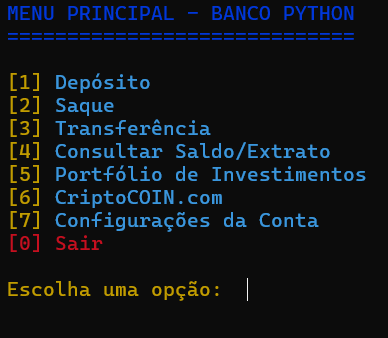 MENU PRINCIPAL - BANCO PYTHON
=============================
[1] Depósito
[2] Saque
[3] Transferência
[4] Consultar Saldo/Extrato
[5] Portfólio de Investimentos
[6] CriptoCOIN.com
[7] Configurações da Conta
[0] Sair
Escolha uma opção: